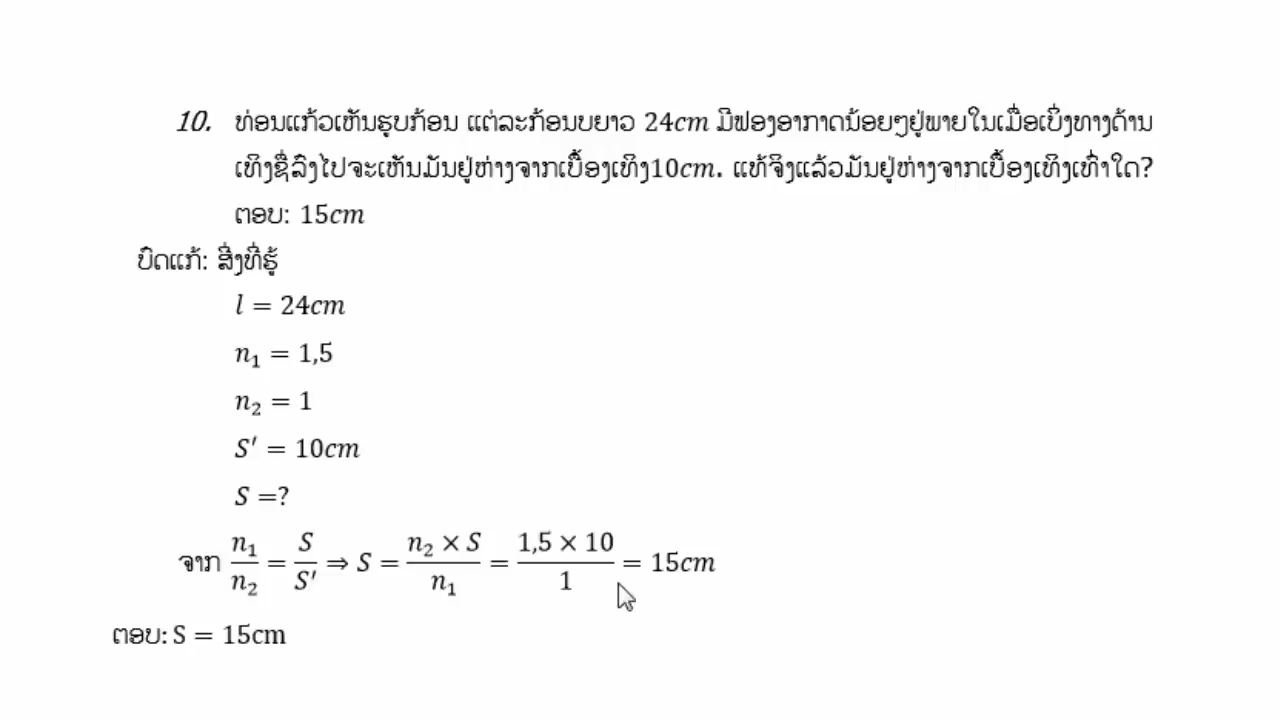 10. ທ່ອນແກ້ວເຫັນຮູບກ້ອນ ແຕ່ລະກ້ອນບຍາວ 24cm ມີຟອງອາກາດນ້ອຍໆຢູ່ພາຍໃນເມື່ອເບິ່ງທາງດ້ານ
ເທິງຊື່ລົງໄປຈະເຫັນມັນຢູ່ຫ່າງຈາກເບື້ອງເທິງ10cm. ແທ້ຈິງແລ້ວມັນຢູ່ຫ່າງຈາກເບື້ອງເທິງເທົ່າໃດ?
ຕອບ: 15cm
ບົດແກ້: ສິ່ງທີ່ຮູ້
l = 24cm
n₁ = 1,5
n₂ = 1
S′ = 10cm
S =?
ຈາກ n₁/n₂ = S/S′ ⇒ S = n₂ × S/n₁ = 1,5 × 10/1 = 15cm
ຕອບ: S = 15cm